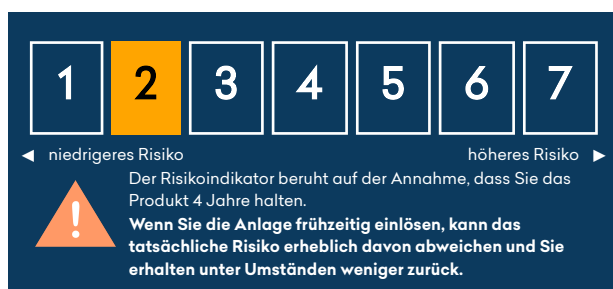 1 2 3 4 5 6 7
◄ niedrigeres Risiko höheres Risiko ►
Der Risikoindikator beruht auf der Annahme, dass Sie das
Produkt 4 Jahre halten.
Wenn Sie die Anlage frühzeitig einlösen, kann das
tatsächliche Risiko erheblich davon abweichen und Sie
erhalten unter Umständen weniger zurück.